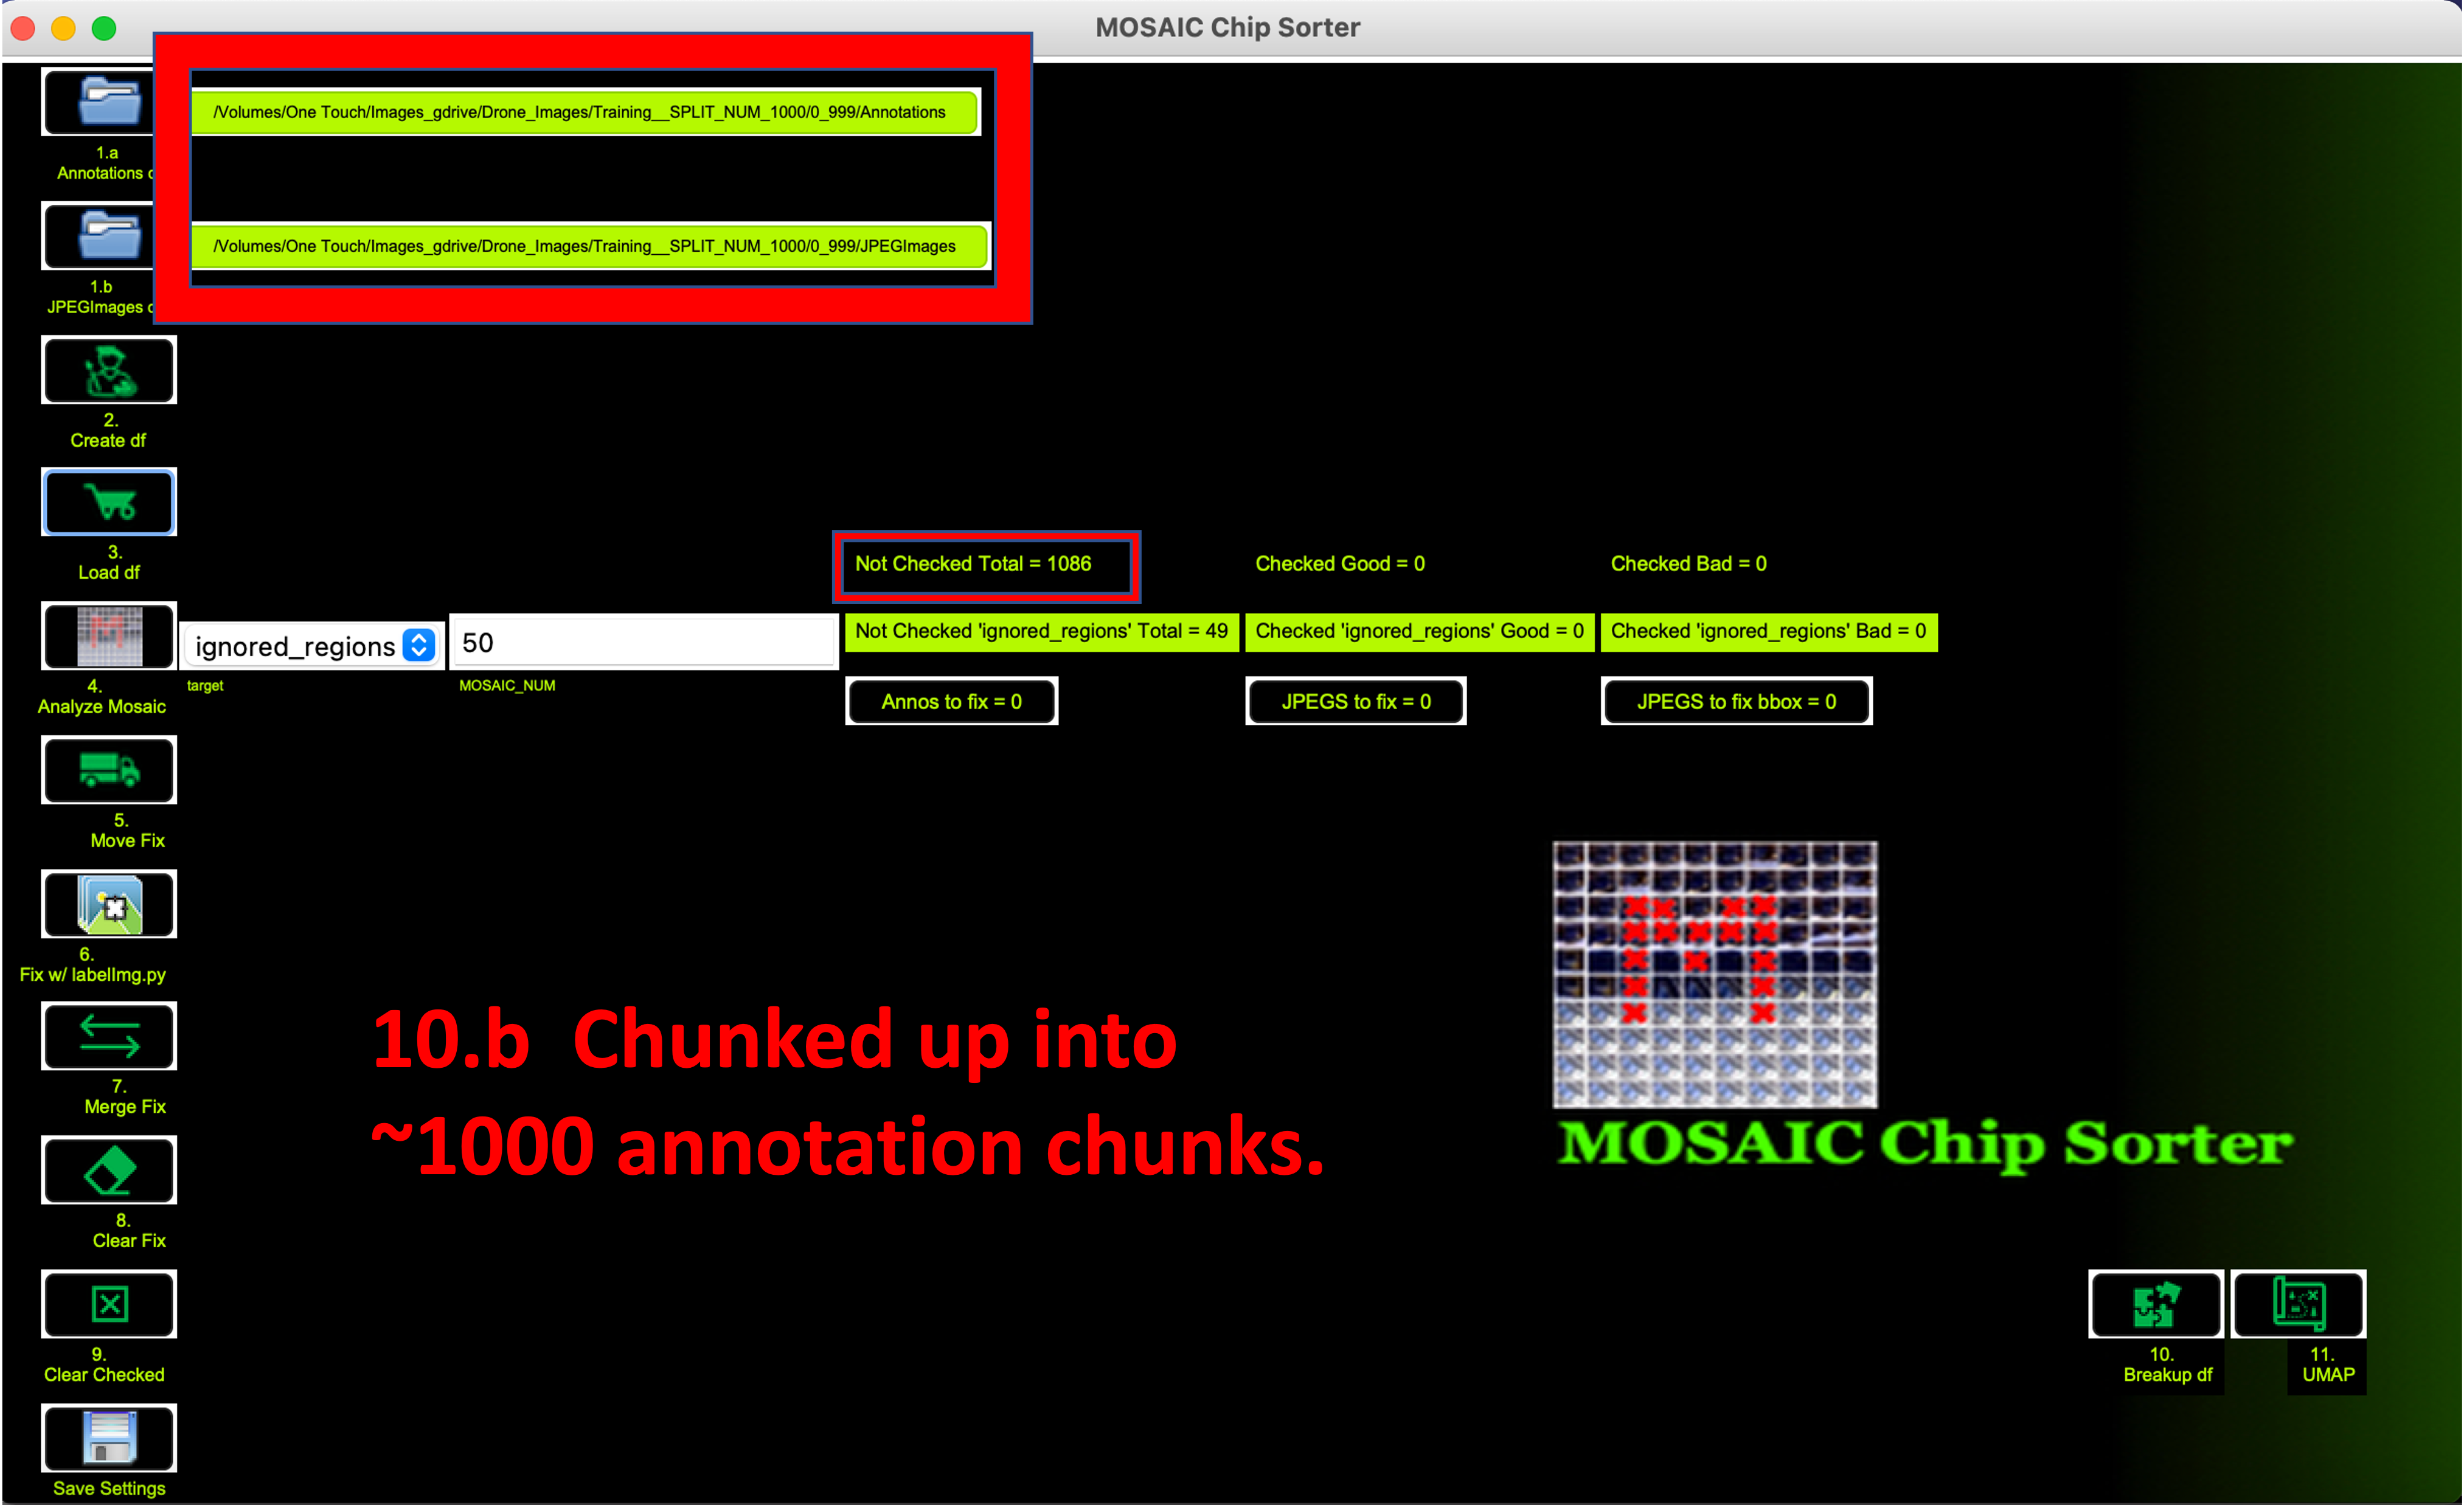 MOSAIC Chip Sorter
/Volumes/One Touch/Images_gdrive/Drone_Images/Training__SPLIT_NUM_1000/0_999/Annotations
1.a
Annotations
/Volumes/One Touch/Images_gdrive/Drone_Images/Training__SPLIT_NUM_1000/0_999/JPEGImages
1.b
JPEGImages
2.
Create df
3.
Load df
Not Checked Total = 1086
Checked Good = 0
Checked Bad = 0
ignored_regions
50
Not Checked 'ignored_regions' Total = 49
Checked 'ignored_regions' Good = 0
Checked 'ignored_regions' Bad = 0
4.
Analyze Mosaic
target
MOSAIC_NUM
Annos to fix = 0
JPEGS to fix = 0
JPEGS to fix bbox = 0
5.
Move Fix
6.
Fix w/ labelImg.py
7.
Merge Fix
10.b Chunked up into
~1000 annotation chunks.
MOSAIC Chip Sorter
8.
Clear Fix
9.
Clear Checked
10.
Breakup df
11.
UMAP
Save Settings